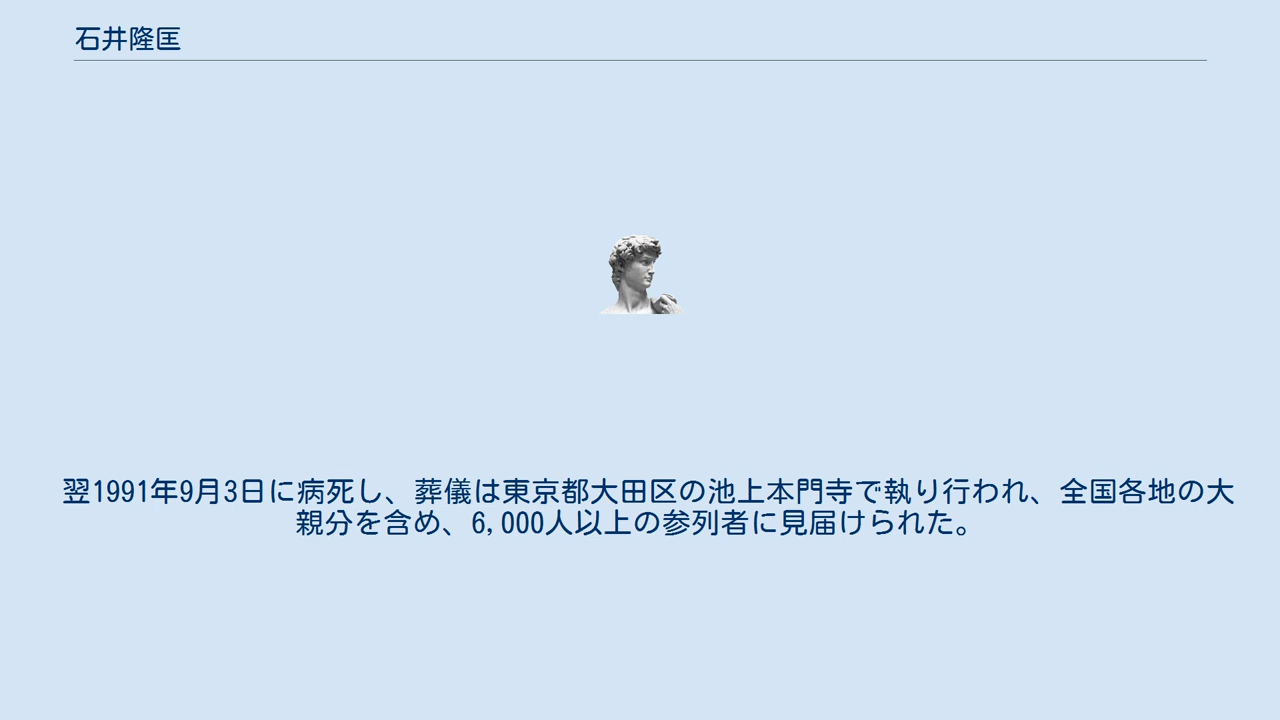 石井隆匡
翌1991年9月3日に病死し、葬儀は東京都大田区の池上本門寺で執り行われ、全国各地の大
親分を含め、6,000人以上の参列者に見届けられた。